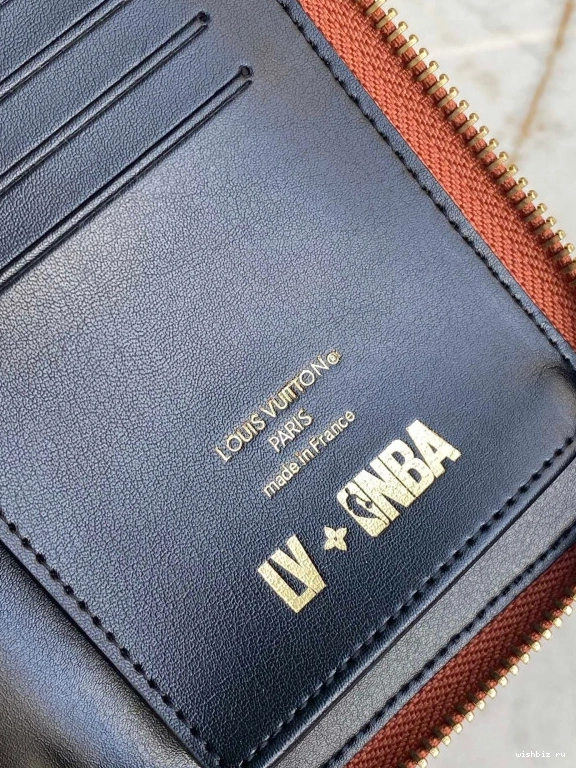 LOUIS VUITTON®
PARIS
made in France
LV NBA
wishbiz ru